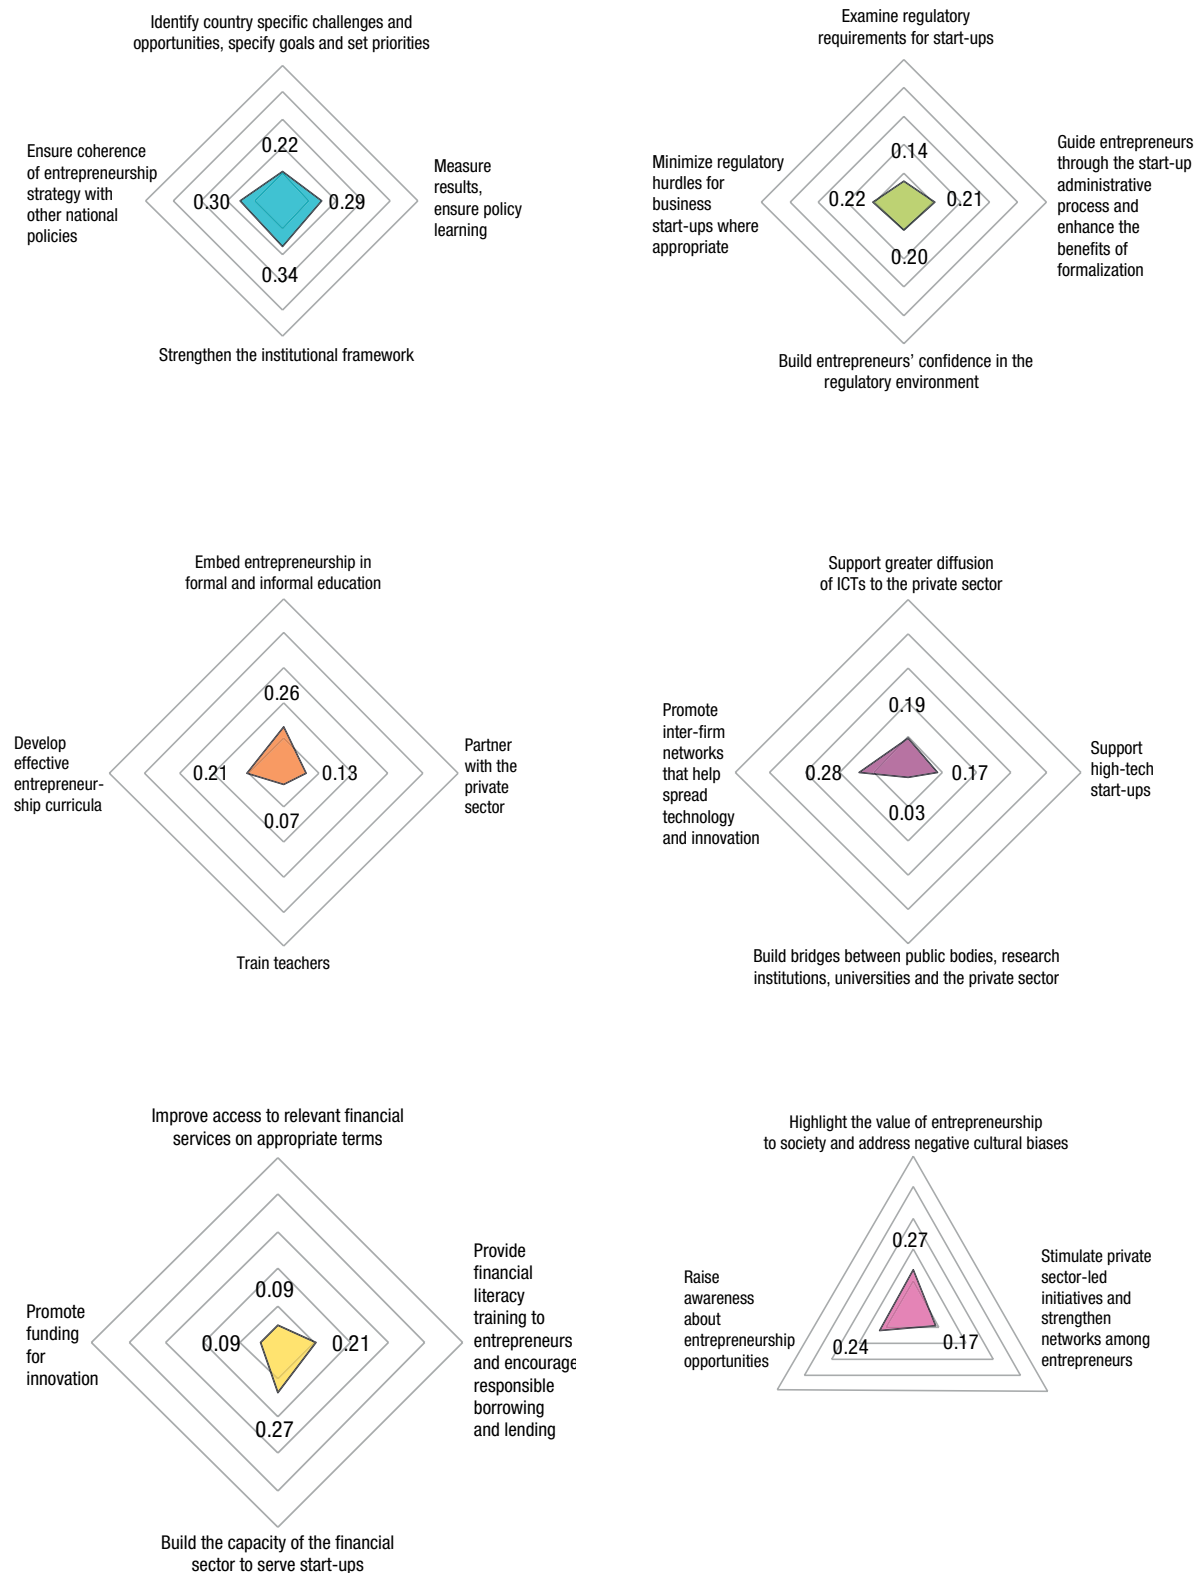 Identify country specific challenges and
opportunities, specify goals and set priorities
0.22
Ensure coherence
of entrepreneurship
strategy with
other national
policies
0.30
0.29
Measure
results,
ensure policy
learning
0.34
Strengthen the institutional framework
Examine regulatory
requirements for start-ups
0.14
Minimize regulatory
hurdles for
business
start-ups where
appropriate
0.22
0.21
Guide entrepreneurs
through the start-up
administrative
process and
enhance the
benefits of
formalization
0.20
Build entrepreneurs’ confidence in the
regulatory environment
Embed entrepreneurship in
formal and informal education
0.26
Develop
effective
entrepreneur-
ship curricula
0.21
0.13
Partner
with the
private
sector
0.07
Train teachers
Support greater diffusion
of ICTs to the private sector
0.19
Promote
inter-firm
networks
that help
spread
technology
and innovation
0.28
0.17
Support
high-tech
start-ups
0.03
Build bridges between public bodies, research
institutions, universities and the private sector
Improve access to relevant financial
services on appropriate terms
0.09
Promote
funding
for
innovation
0.09
0.21
Provide
financial
literacy
training to
entrepreneurs
and encourage
responsible
borrowing
and lending
0.27
Build the capacity of the financial
sector to serve start-ups
Highlight the value of entrepreneurship
to society and address negative cultural biases
0.27
Raise
awareness
about
entrepreneurship
opportunities
0.24
0.17
Stimulate private
sector-led
initiatives and
strengthen
networks among
entrepreneurs